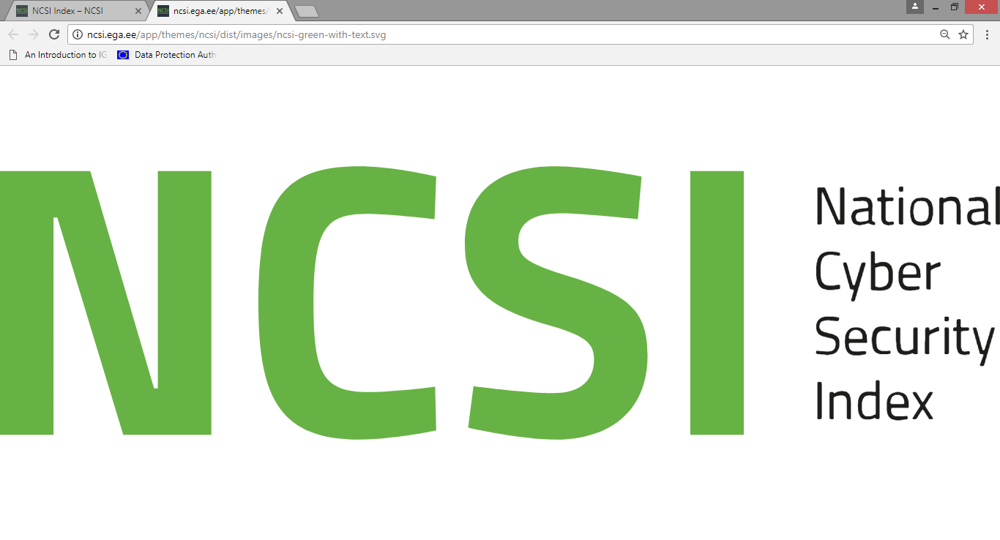 NCSI Index – NCSI
ncsi.ega.ee/app/themes/
ncsi.ega.ee/app/themes/ncsi/dist/images/ncsi-green-with-text.svg
An Introduction to IG
Data Protection Auth
NCSI
National
Cyber
Security
Index